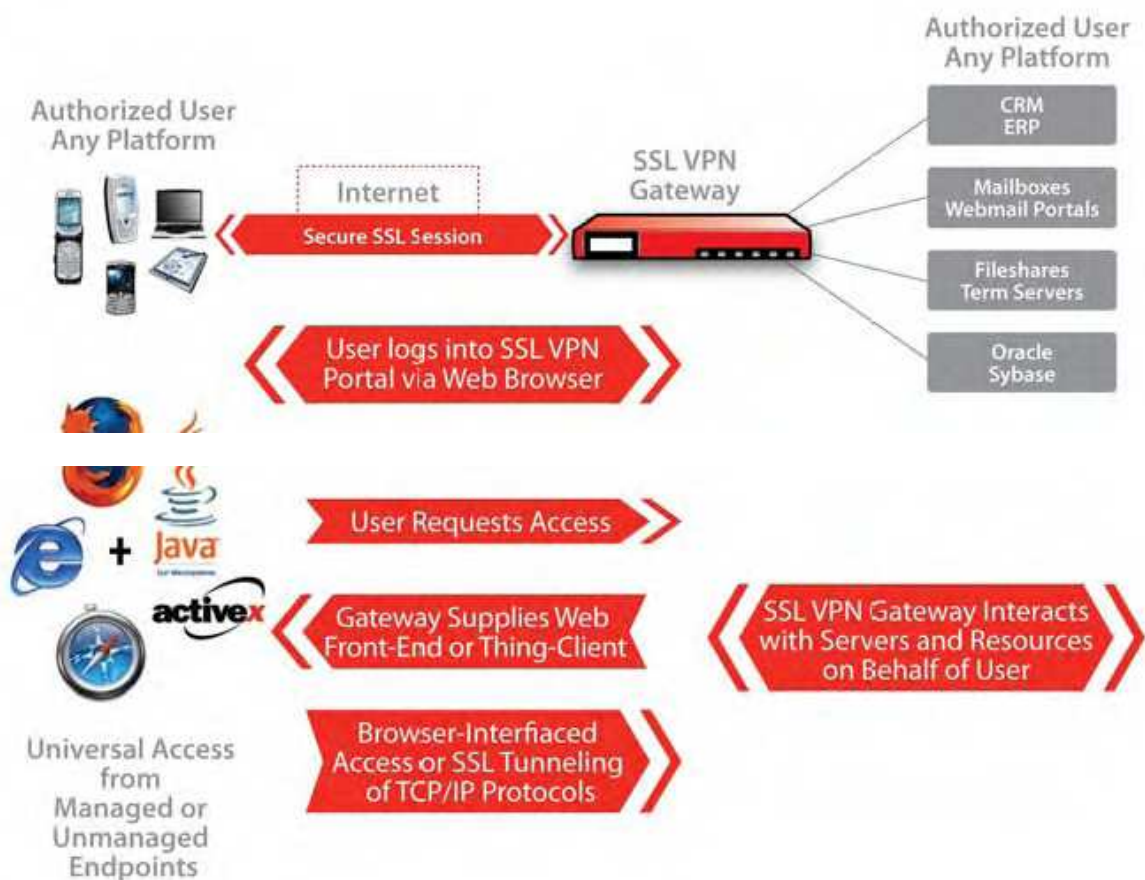 Authorized User
Any Platform
Authorized User
Any Platform
Internet
Secure SSL Session
SSL VPN
Gateway
CRM
ERP
Mailboxes
Webmail Portals
Fileshares
Term Servers
Oracle
Sybase
User logs into SSL VPN
Portal via Web Browser
User Requests Access
+
Java
activex
Gateway Supplies Web
Front-End or Thing-Client
SSL VPN Gateway Interacts
with Servers and Resources
on Behalf of User
Browser-Interfiaced
Access or SSL Tunneling
of TCP/IP Protocols
Universal Access
from
Managed or
Unmanaged
Endpoints